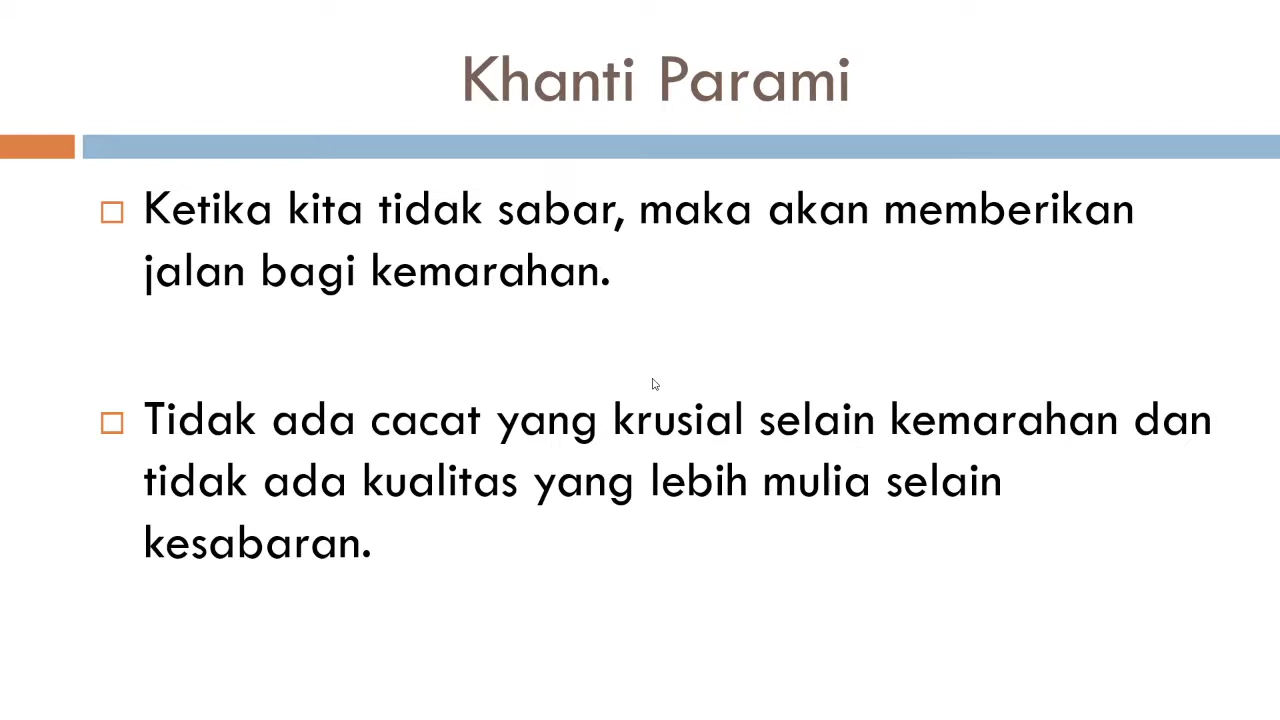 Khanti Parami
Ketika kita tidak sabar, maka akan memberikan
jalan bagi kemarahan.
Tidak ada cacat yang krusial selain kemarahan dan
tidak ada kualitas yang lebih mulia selain
kesabaran.